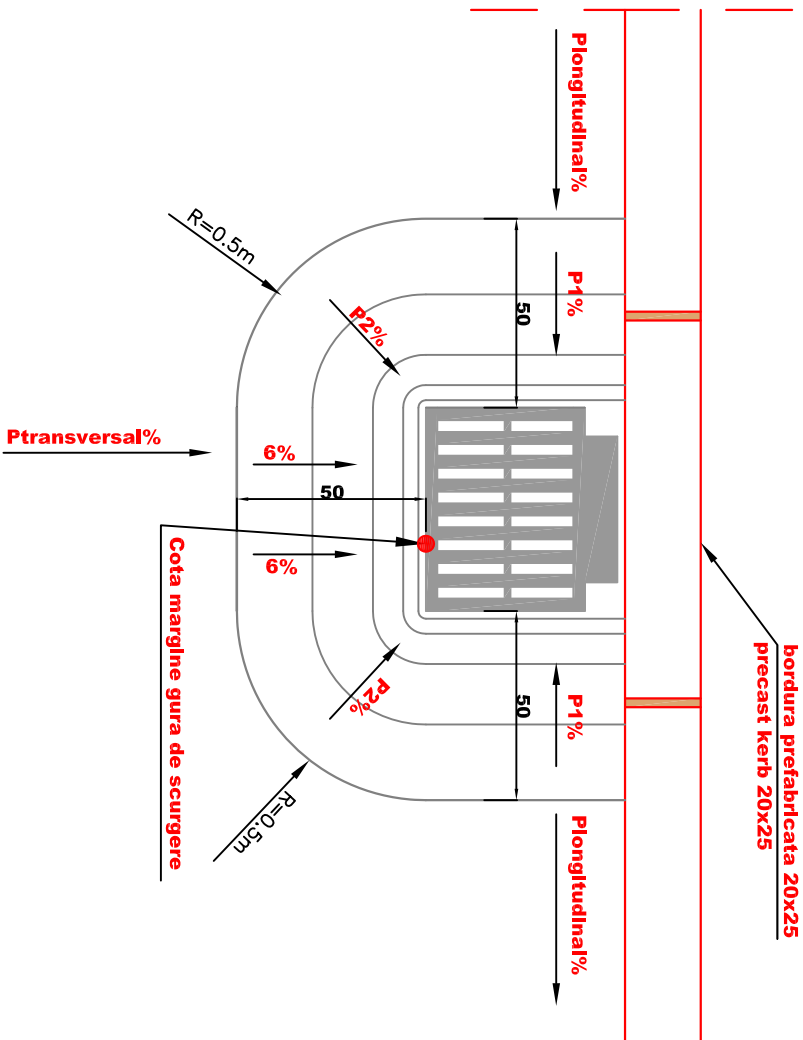 Plongitudinal%
R=0.5m
P1%
50
P2%
Ptransversal%
6%
50
6%
Cota margine gura de scurgere
bordura prefabricata 20x25
precast kerb 20x25
P2%
50
P1%
R=0.5m
Plongitudinal%